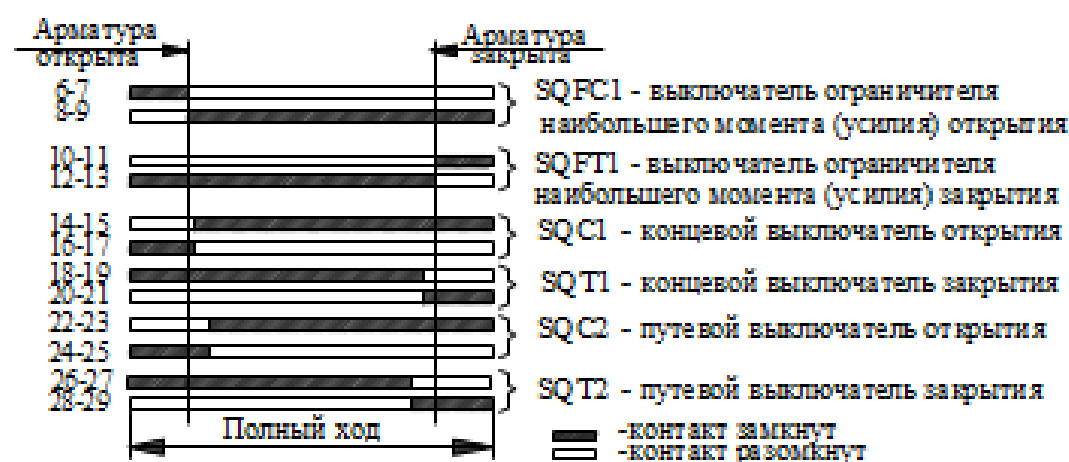 Арматура открыта
Арматура закрыта
6-7
8-9
SQFC1 - выключатель ограничителя
наибольшего момента (усилия) открытия
10-11
12-13
SQFT1 - выключатель ограничителя
наибольшего момента (усилия) закрытия
14-15
16-17
SQC1 - концевой выключатель открытия
18-19
20-21
SQT1 - концевой выключатель закрытия
22-23
24-25
SQC2 - путевой выключатель открытия
26-27
28-29
SQT2 - путевой выключатель закрытия
Полный ход
-контакт замкнут
-контакт разомкнут